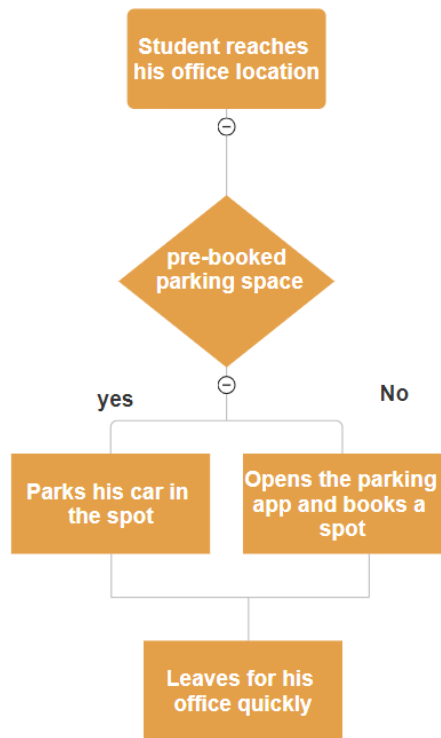 Student reaches
his office location
pre-booked
parking space
yes
No
Parks his car in
the spot
Opens the parking
app and books a
spot
Leaves for his
office quickly